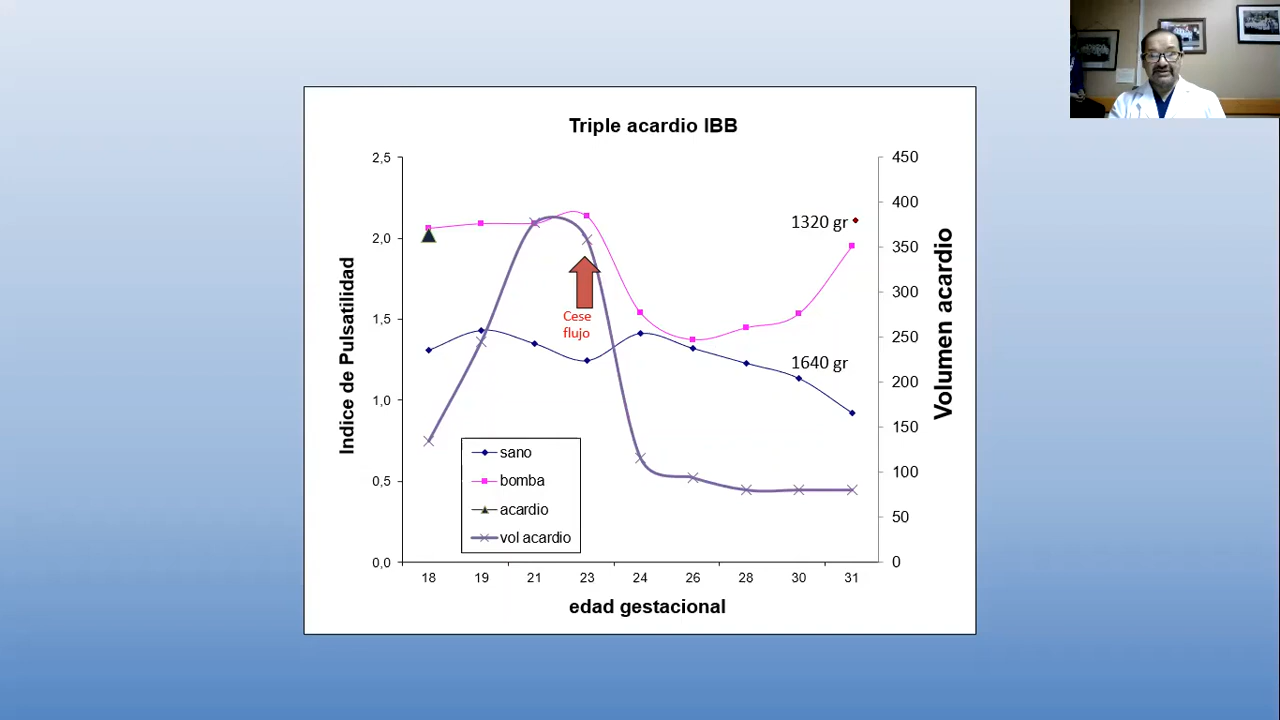 Triple acardio IBB
2,5
2,0
1,5
1,0
0,5
0,0
Indice de Pulsatilidad
450
400
350
300
250
200
150
100
50
0
Volumen acardio
1320 gr
1640 gr
Cese
flujo
sano
bomba
acardio
vol acardio
18 19 21 23 24 26 28 30 31
edad gestacional